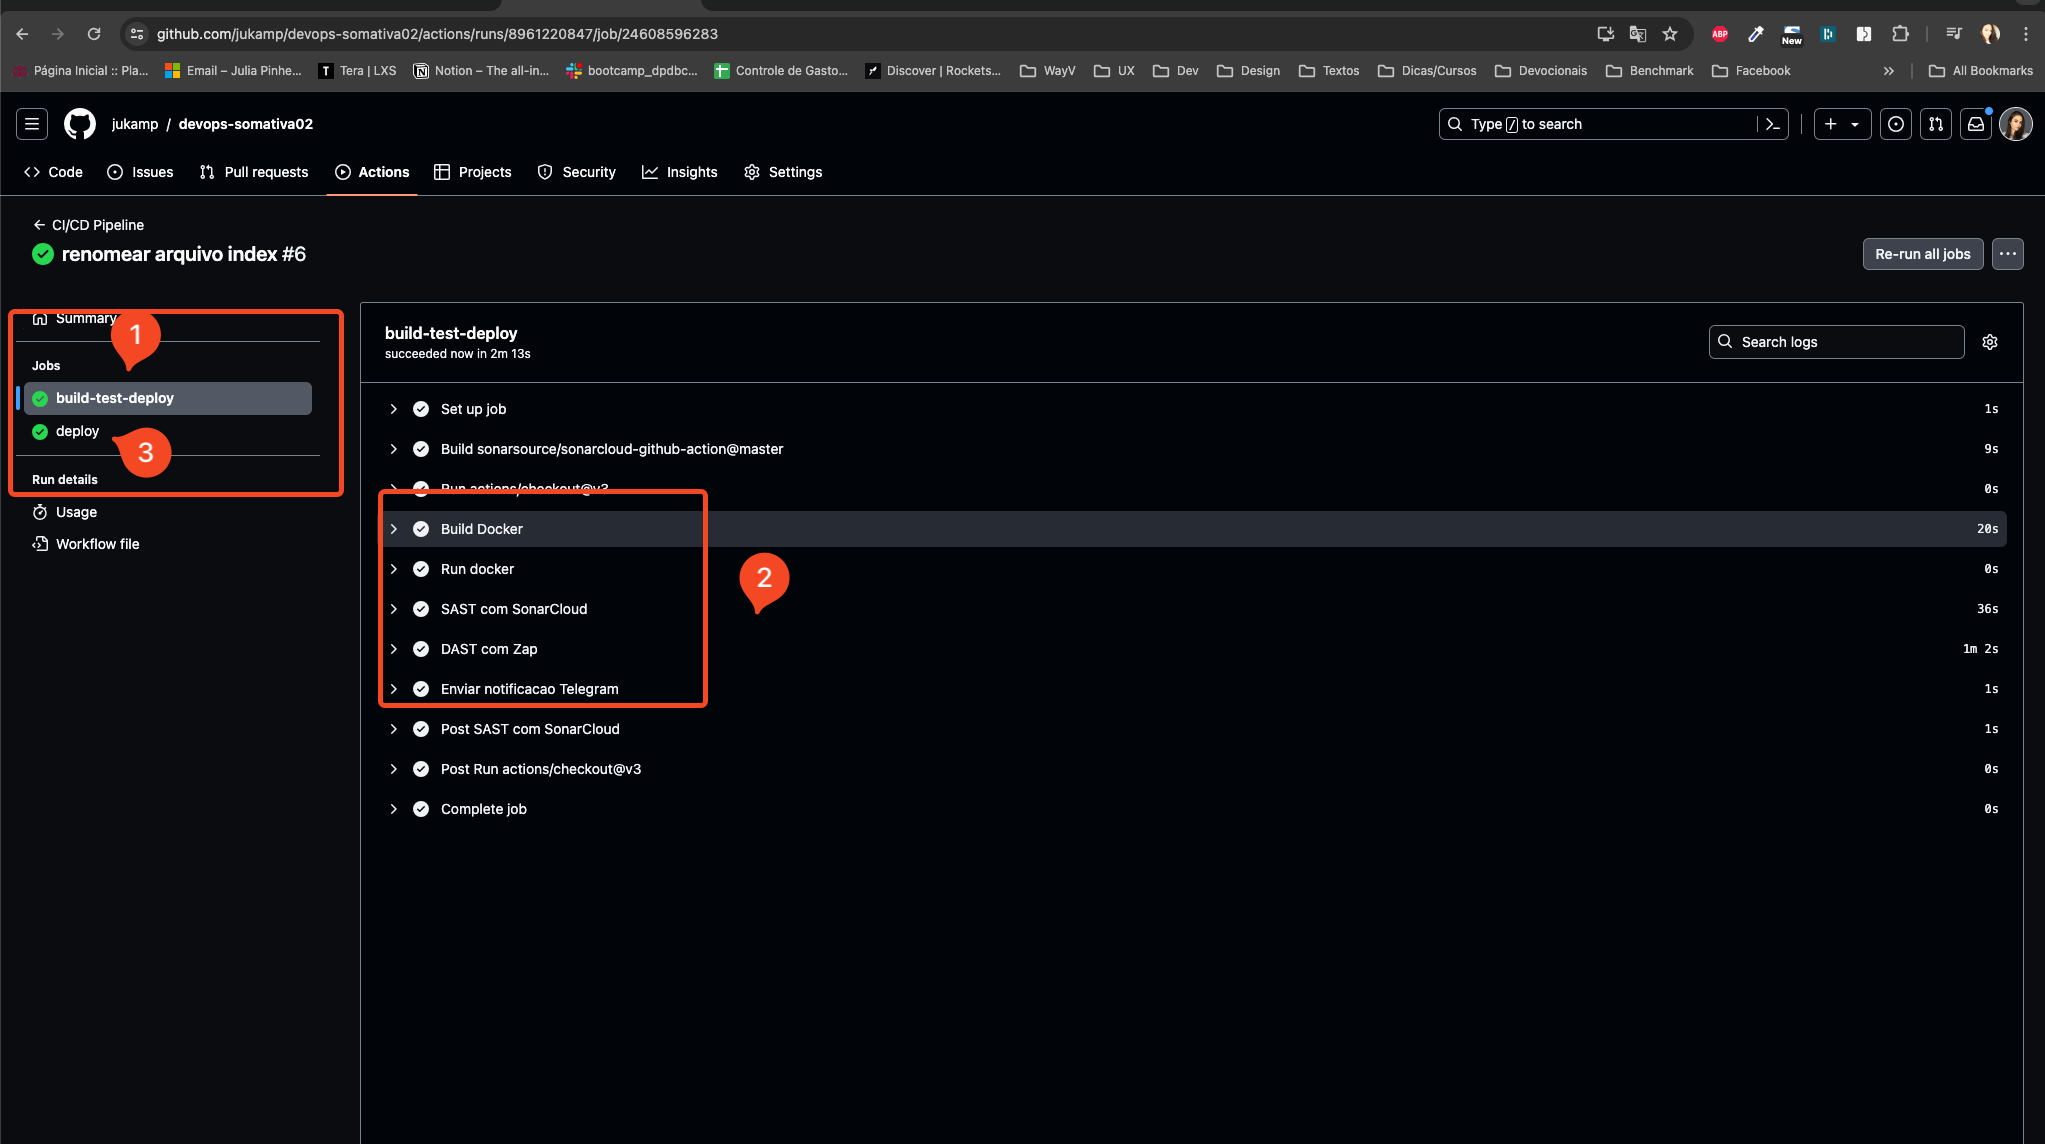 github.com/jukamp/devops-somativa02/actions/runs/8961220847/job/24608596283
ABP
New
Página Inicial :: Pla...
Email – Julia Pinhe...
T
Tera | LXS
Notion – The all-in...
bootcamp_dpdbc...
Controle de Gasto...
Discover | Rockets...
WayV
UX
Dev
Design
Textos
Dicas/Cursos
Devocionais
Benchmark
Facebook
»
All Bookmarks
jukamp / devops-somativa02
Type / to search
Code
Issues
Pull requests
Actions
Projects
Security
Insights
Settings
CI/CD Pipeline
renomear arquivo index #6
Re-run all jobs
Summary
1
Jobs
build-test-deploy
deploy
3
Run details
Usage
Workflow file
build-test-deploy
succeeded now in 2m 13s
Search logs
Set up job 1s
Build sonarsource/sonarcloud-github-action@master 9s
Run actions/checkout@v3 0s
Build Docker 20s
Run docker 0s
2
SAST com SonarCloud 36s
DAST com Zap 1m 2s
Enviar notificacao Telegram 1s
Post SAST com SonarCloud 1s
Post Run actions/checkout@v3 0s
Complete job 0s